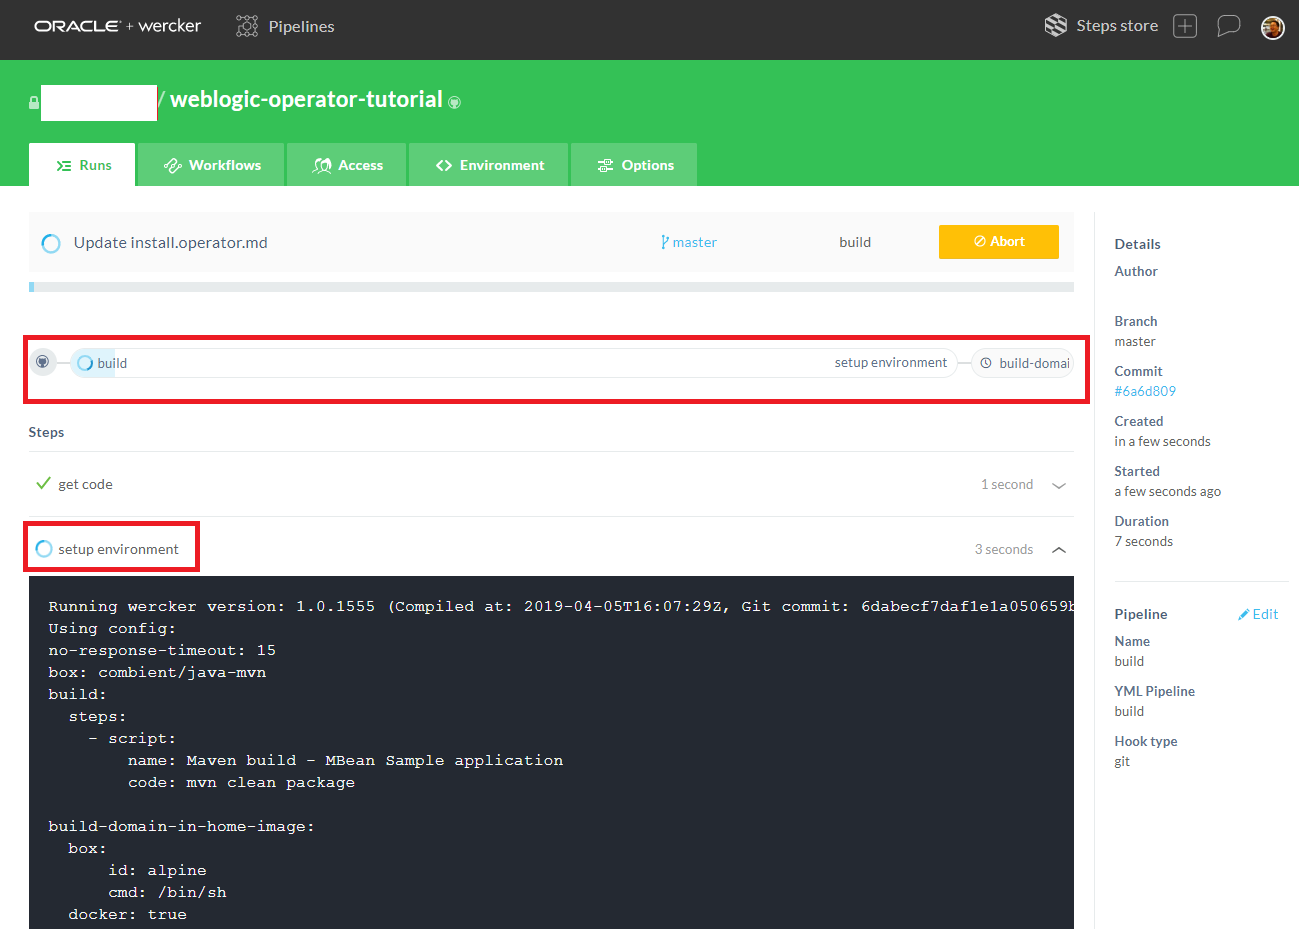 ORACLE + wercker Pipelines Steps store
/ weblogic-operator-tutorial
Runs Workflows Access Environment Options
Update install.operator.md master build Abort
build setup environment build-domai
Steps
get code 1 second
setup environment 3 seconds
Running wercker version: 1.0.1555 (Compiled at: 2019-04-05T16:07:29Z, Git commit: 6dabecf7daf1e1a050659b
Using config:
no-response-timeout: 15
box: combient/java-mvn
build:
steps:
- script:
name: Maven build - MBean Sample application
code: mvn clean package
build-domain-in-home-image:
box:
id: alpine
cmd: /bin/sh
docker: true
Details
Author
Branch
master
Commit
#6a6d809
Created
in a few seconds
Started
a few seconds ago
Duration
7 seconds
Pipeline Edit
Name
build
YML Pipeline
build
Hook type
git